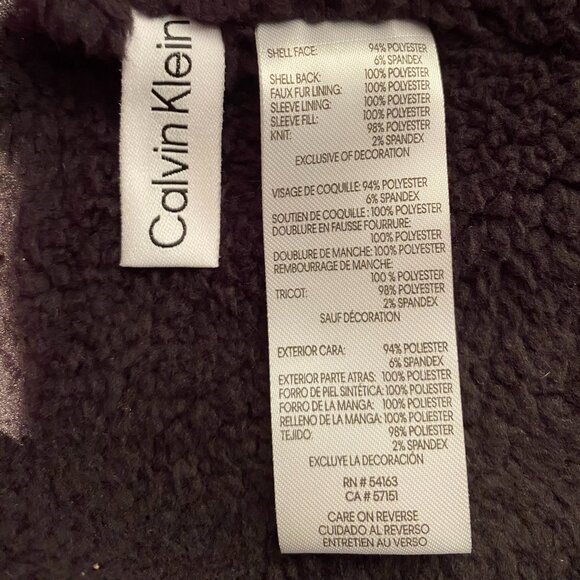 Calvin Klein
SHELL FACE: 94% POLYESTER
6% SPANDEX
SHELL BACK: 100% POLYESTER
FAUX FUR LINING: 100% POLYESTER
SLEEVE LINING: 100% POLYESTER
SLEEVE FILL: 100% POLYESTER
KNIT: 98% POLYESTER
2% SPANDEX
EXCLUSIVE OF DECORATION
VISAGE DE COQUILLE: 94% POLYESTER
6% SPANDEX
SOUTIEN DE COQUILLE : 100% POLYESTER
DOUBLURE EN FAUSSE FOURRURE:
100% POLYESTER
DOUBLURE DE MANCHE: 100% POLYESTER
REMBOURRAGE DE MANCHE:
100 % POLYESTER
TRICOT: 98% POLYESTER
2% SPANDEX
SAUF DÉCORATION
EXTERIOR CARA: 94% POLIESTER
6% SPANDEX
EXTERIOR PARTE ATRAS: 100% POLIESTER
FORRO DE PIEL SINTÉTICA: 100% POLIESTER
FORRO DE LA MANGA: 100% POLIESTER
RELLENO DE LA MANGA: 100% POLIESTER
TEJIDO: 98% POLIESTER
2% SPANDEX
EXCLUYE LA DECORACIÓN
RN # 54163
CA # 57151
CARE ON REVERSE
CUIDADO AL REVERSO
ENTRETIEN AU VERSO